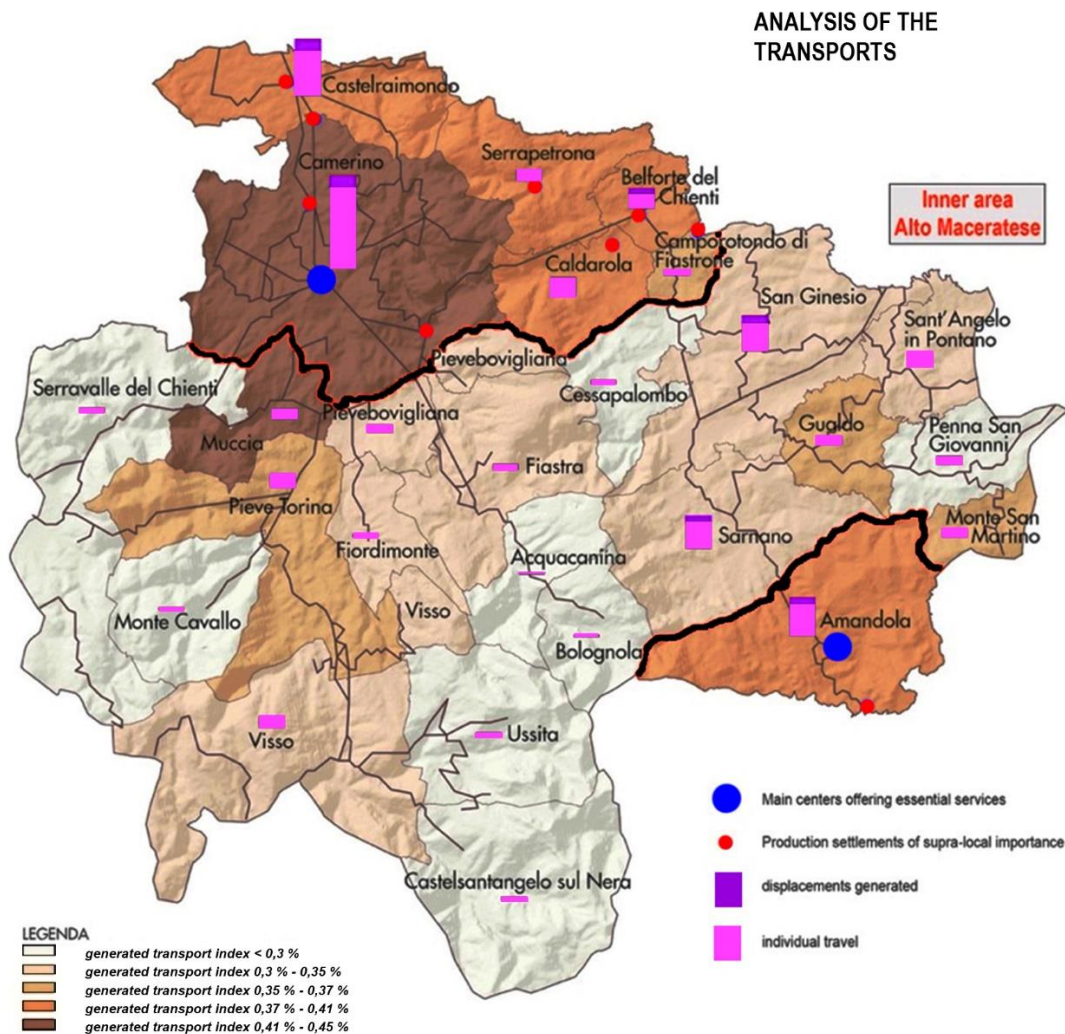 ANALYSIS OF THE
TRANSPORTS
Castelraimondo
Camerino
Serrapetrona
Belforte del
Chienti
Inner area
Alto Maceratese
Camporotondo di
Fiastrone
Caldarola
San Ginesio
Sant'Angelo
in Pontano
Pievebovigliana
Serravalle del Chienti
Cessapalombo
Pievebovigliana
Muccia
Gualdo
Penna San
Giovanni
Fiastra
Pieve Torina
Fiordimonte
Acquacanina
Sarnano
Monte San
Martino
Visso
Monte Cavallo
Bolognola
Amandola
Visso
Ussita
Castelsantangelo sul Nera
Main centers offering essential services
Production settlements of supra-local importance
displacements generated
individual travel
LEGENDA
generated transport index < 0,3 %
generated transport index 0,3 % - 0,35 %
generated transport index 0,35 % - 0,37 %
generated transport index 0,37 % - 0,41 %
generated transport index 0,41 % - 0,45 %